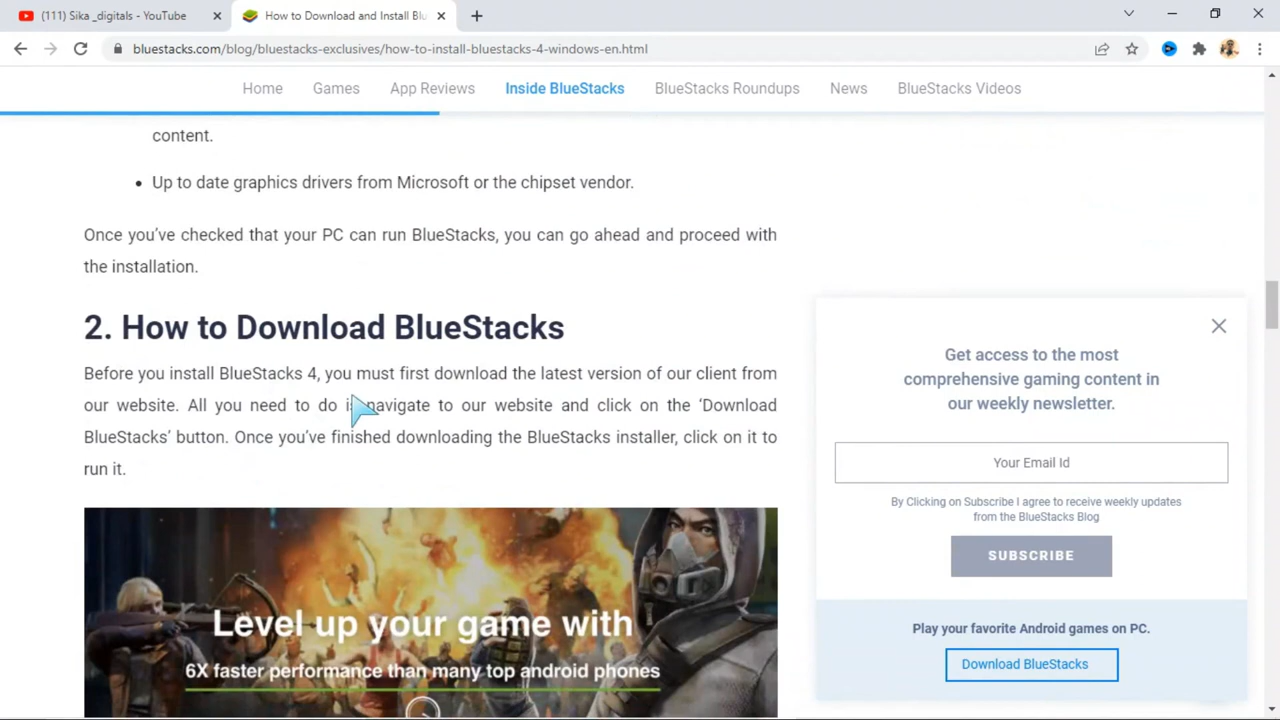 (111) Sika _digitals - YouTube
How to Download and Install Blu
bluestacks.com/blog/bluestacks-exclusives/how-to-install-bluestacks-4-windows-en.html
Home Games App Reviews Inside BlueStacks BlueStacks Roundups News BlueStacks Videos
content.
• Up to date graphics drivers from Microsoft or the chipset vendor.
Once you’ve checked that your PC can run BlueStacks, you can go ahead and proceed with
the installation.
2. How to Download BlueStacks
Before you install BlueStacks 4, you must first download the latest version of our client from
our website. All you need to do is navigate to our website and click on the ‘Download
BlueStacks’ button. Once you’ve finished downloading the BlueStacks installer, click on it to
run it.
Level up your game with
6X faster performance than many top android phones
Get access to the most
comprehensive gaming content in
our weekly newsletter.
Your Email Id
By Clicking on Subscribe I agree to receive weekly updates
from the BlueStacks Blog
SUBSCRIBE
Play your favorite Android games on PC.
Download BlueStacks